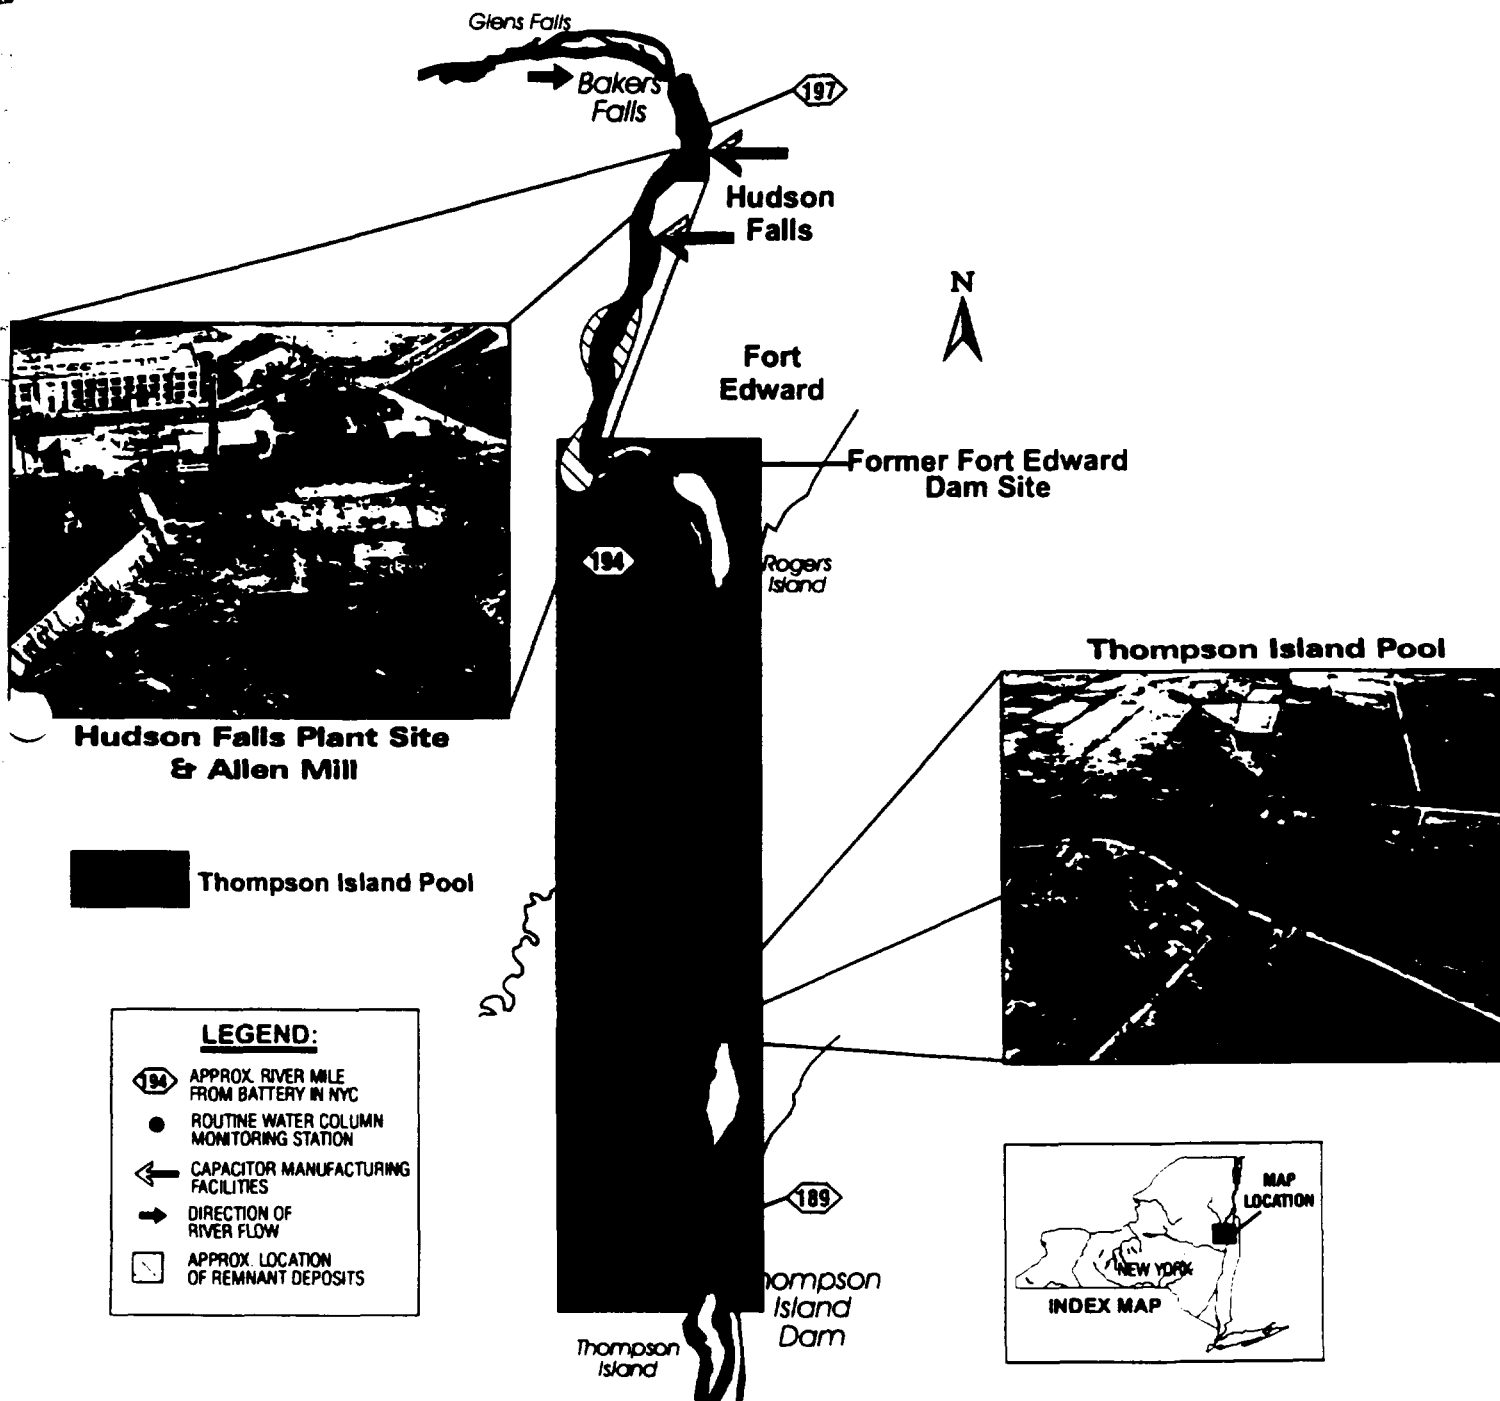 Glens Falls
Bakers
Falls
197
Hudson
Falls
N
Fort
Edward
Former Fort Edward
Dam Site
194
Rogers
Island
Thompson Island Pool
Hudson Falls Plant Site
& Allen Mill
Thompson Island Pool
LEGEND:
194
APPROX. RIVER MILE
FROM BATTERY IN NYC
ROUTINE WATER COLUMN
MONITORING STATION
CAPACITOR MANUFACTURING
FACILITIES
DIRECTION OF
RIVER FLOW
APPROX. LOCATION
OF REMNANT DEPOSITS
189
hompson
Island
Dam
Thompson
Island
MAP
LOCATION
NEW YORK
INDEX MAP